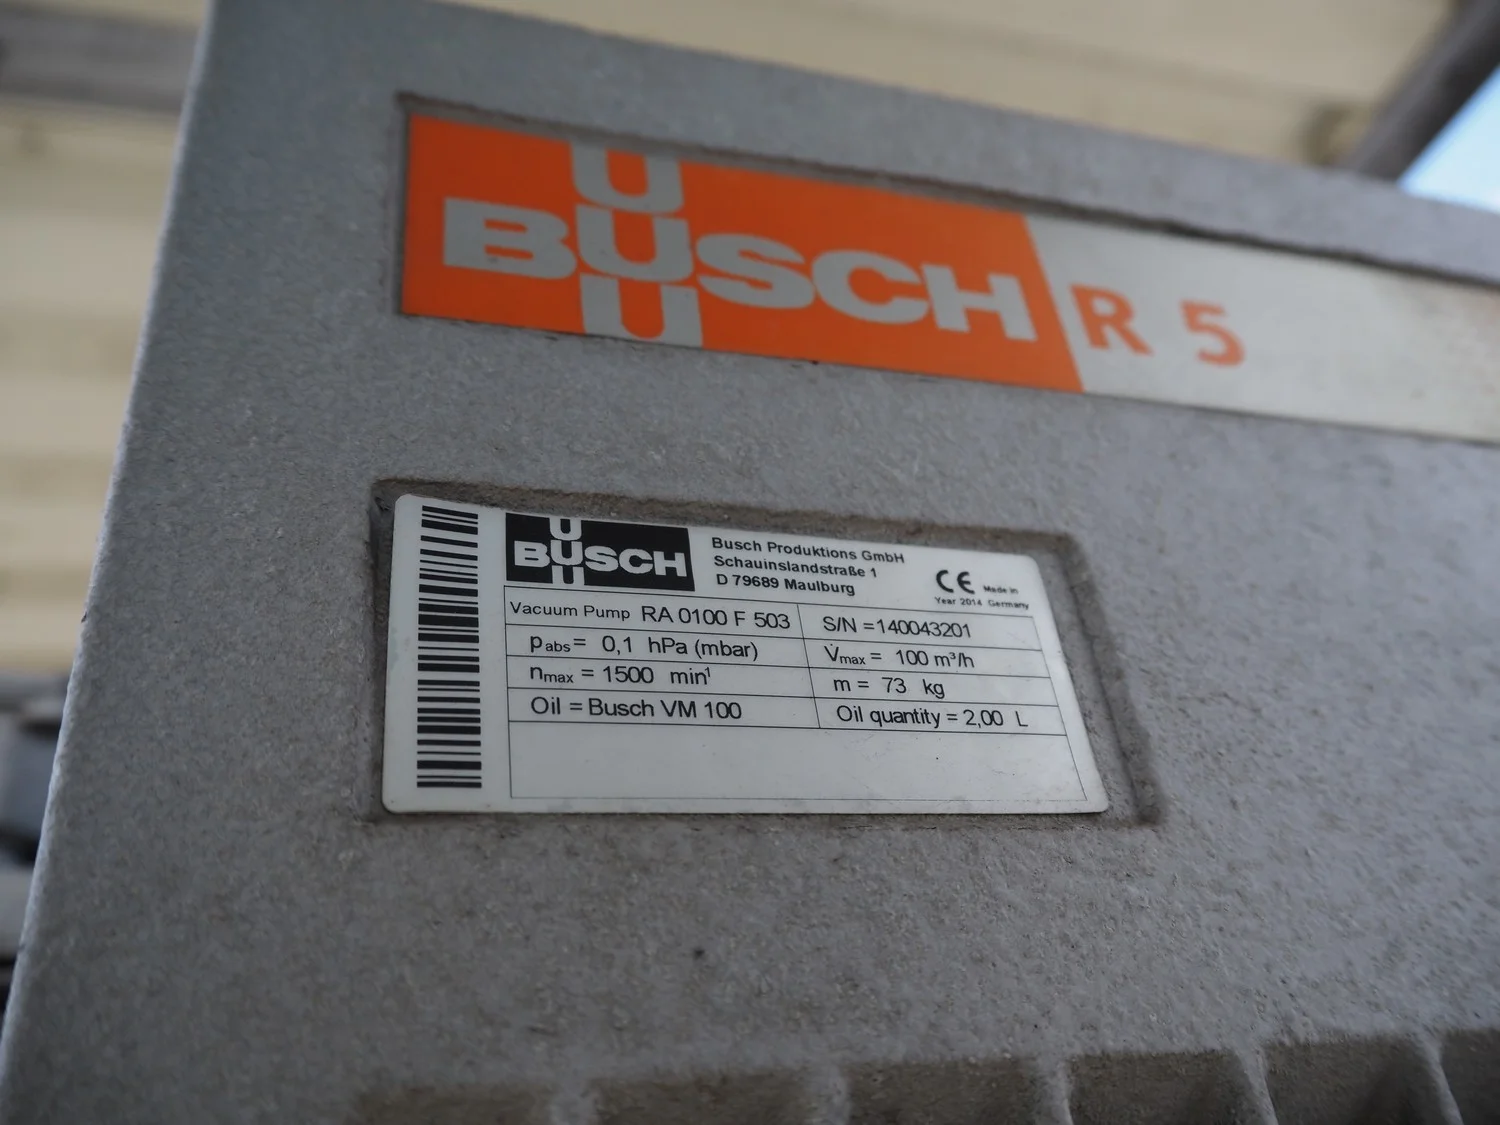 U
BUSCH
U
R 5
U
BUSCH
U
Busch Produktions GmbH
Schauinslandstraße 1
D 79689 Maulburg
CE Made in
Year 2014 Germany
Vacuum Pump RA 0100 F 503 S/N =140043201
pabs = 0,1 hPa (mbar) V̇max = 100 m³/h
nmax = 1500 min¹ m = 73 kg
Oil = Busch VM 100 Oil quantity = 2,00 L